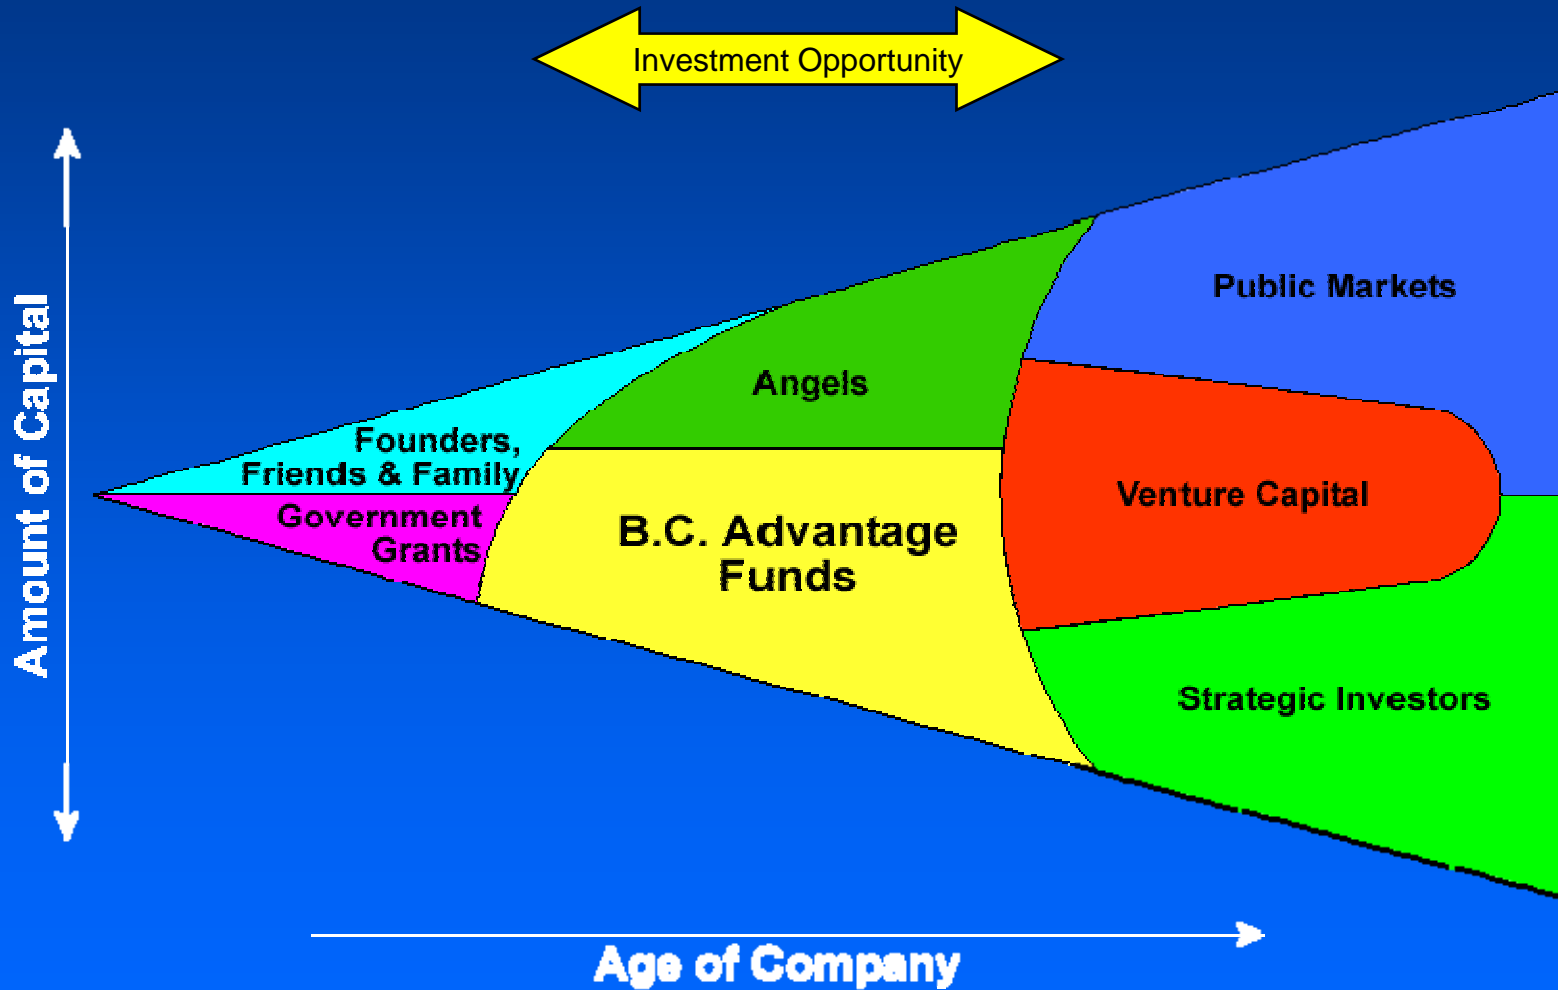 Investment Opportunity
Amount of Capital
Public Markets
Angels
Founders,
Friends & Family
Government
Grants
B.C. Advantage
Funds
Venture Capital
Strategic Investors
Age of Company